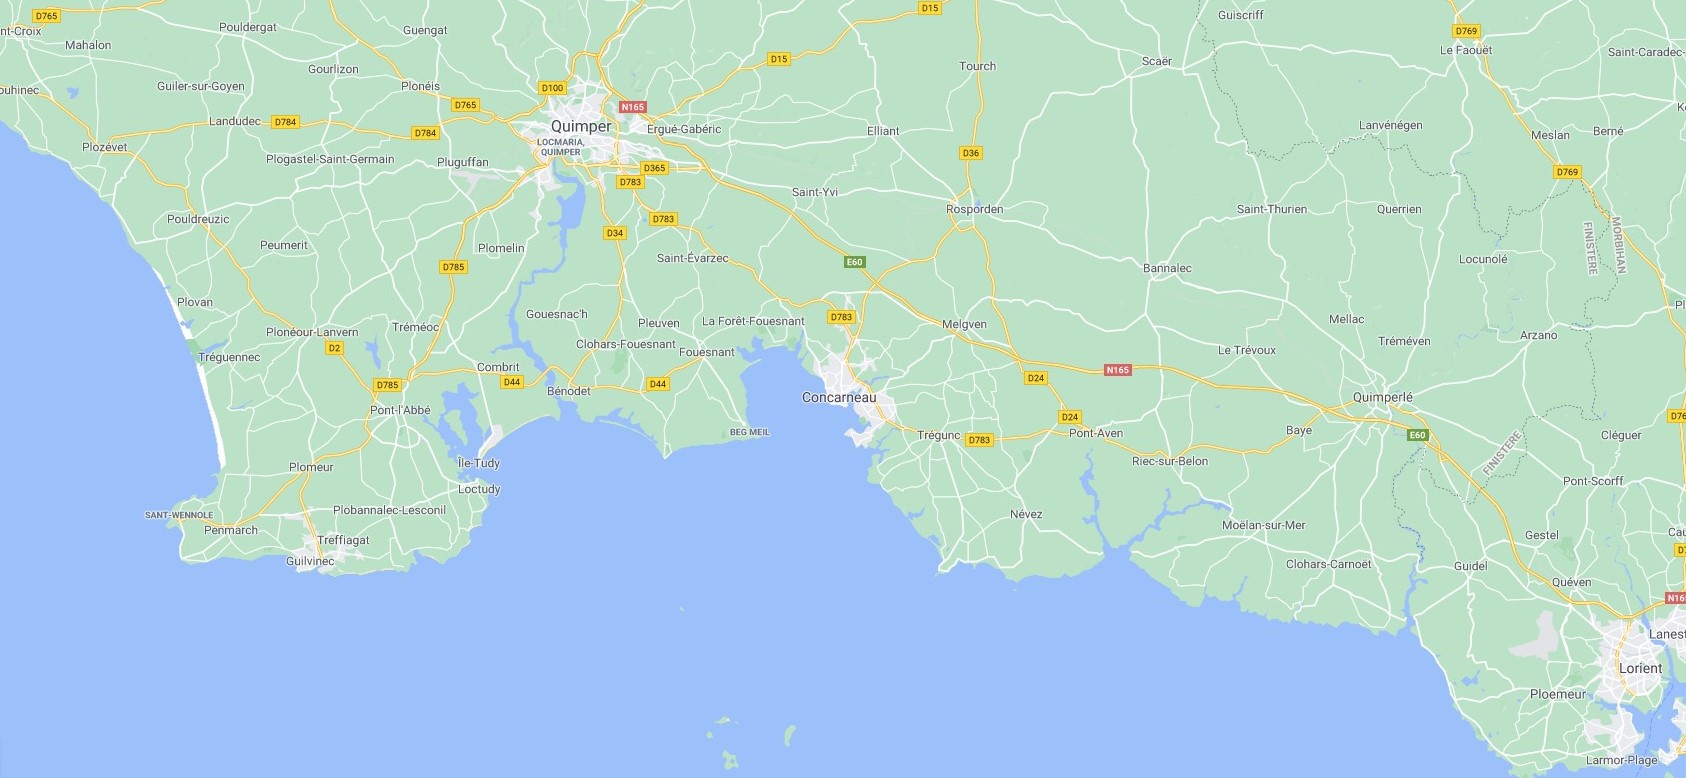 D15
D765
Guiscriff
Pouldergat
Guengat
D769
nt-Croix
Mahalon
Le Faouët
Saint-Caradec-
D15
Scaër
Tourch
Gourlizon
Guiler-sur-Goyen
Plonéis
D100
ouhinec
D765
N165
Landudec
D784
Quimper
Ergué-Gabéric
Elliant
Lanvénégen
D784
Meslan
Berné
Plozévet
LOCMARIA,
QUIMPER
D36
Plogastel-Saint-Germain
Pluguffan
D365
D769
D783
Saint-Yvi
Rosporden
Saint-Thurien
Querrien
Pouldreuzic
D783
D34
Peumerit
Plomelin
FINISTERE
MORBIHAN
Saint-Évarzec
E60
Locunolé
D785
Bannalec
Plovan
Gouesnac'h
D783
Mellac
Pleuven
La Forêt-Fouesnant
Melgven
Plonéour-Lanvern
Tréméoc
Arzano
Clohars-Fouesnant
Tréméven
D2
Fouesnant
Le Trévoux
Tréguennec
Combrit
N165
D44
D44
D24
D785
Bénodet
Concarneau
Quimperlé
Pont-l'Abbé
D24
BEG MEIL
Trégunc
D783
Pont-Aven
Baye
E60
Cléguer
FINISTERE
Île-Tudy
Plomeur
Riec-sur-Belon
Loctudy
Pont-Scorff
SANT-WENNOLE
Plobannalec-Lesconil
Névez
Penmarch
Moëlan-sur-Mer
Treffiagat
Gestel
Guilvinec
Clohars-Carnoët
Guidel
Quéven
Lorient
Ploemeur
Larmor-Plage